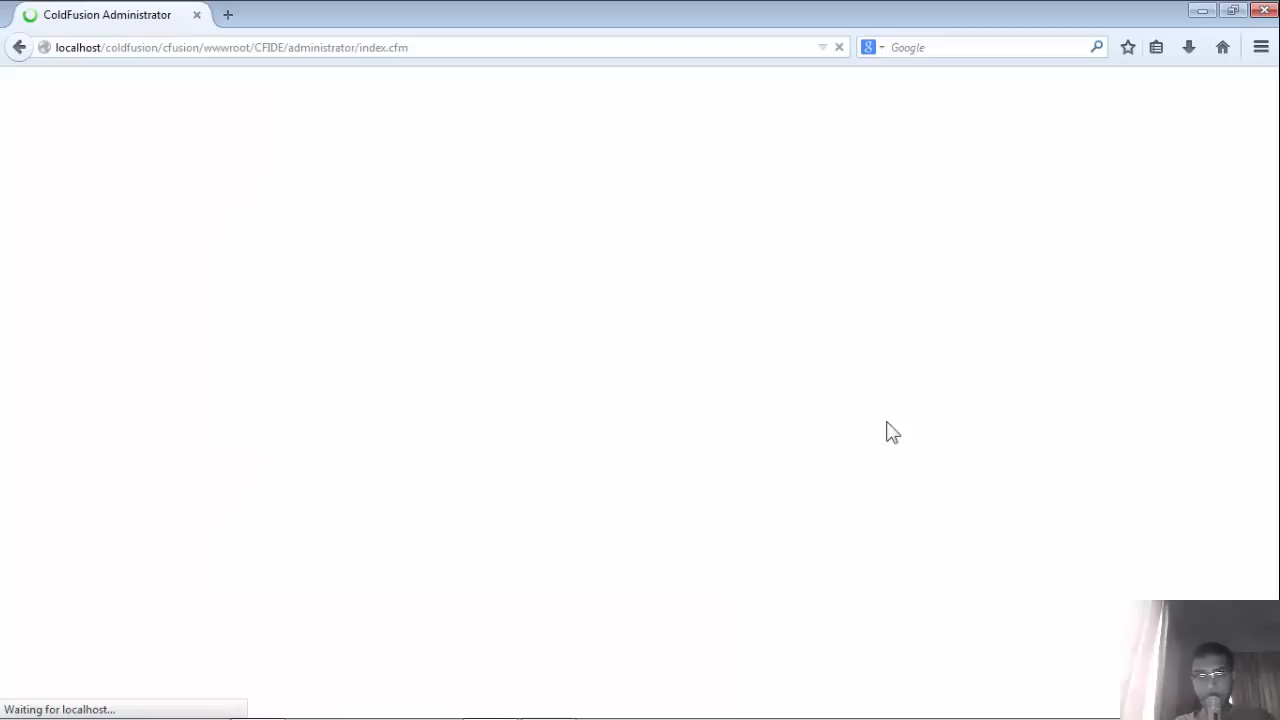 ColdFusion Administrator
localhost/coldfusion/cfusion/wwwroot/CFIDE/administrator/index.cfm
Google
Waiting for localhost...